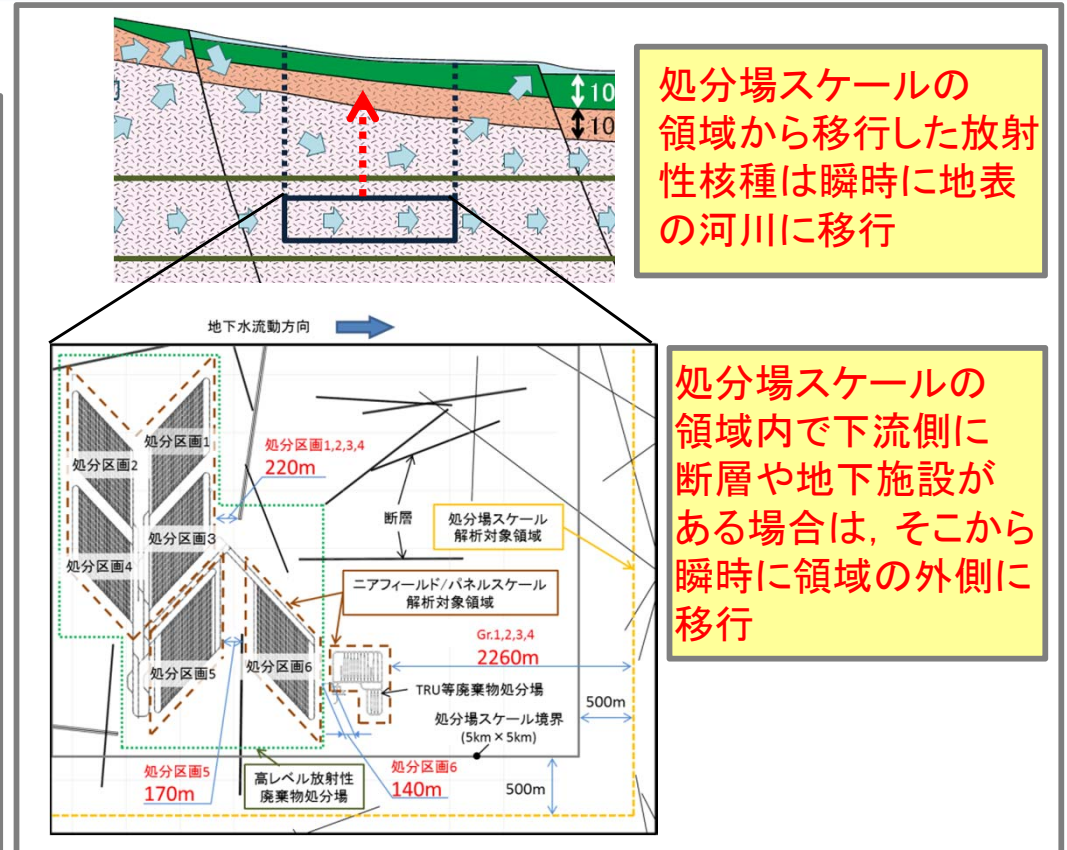 10
10
処分場スケールの
領域から移行した放射
性核種は瞬時に地表
の河川に移行
地下水流動方向
処分区画1
処分区画2
処分区画1,2,3,4
220m
処分区画3
処分区画4
断層
処分場スケール
解析対象領域
ニアフィールド/パネルスケール
解析対象領域
Gr.1,2,3,4
2260m
処分区画5
処分区画6
TRU等廃棄物処分場
500m
処分場スケール境界
(5km×5km)
処分区画5
170m
高レベル放射性
廃棄物処分場
処分区画6
140m
500m
処分場スケールの
領域内で下流側に
断層や地下施設が
ある場合は, そこから
瞬時に領域の外側に
移行